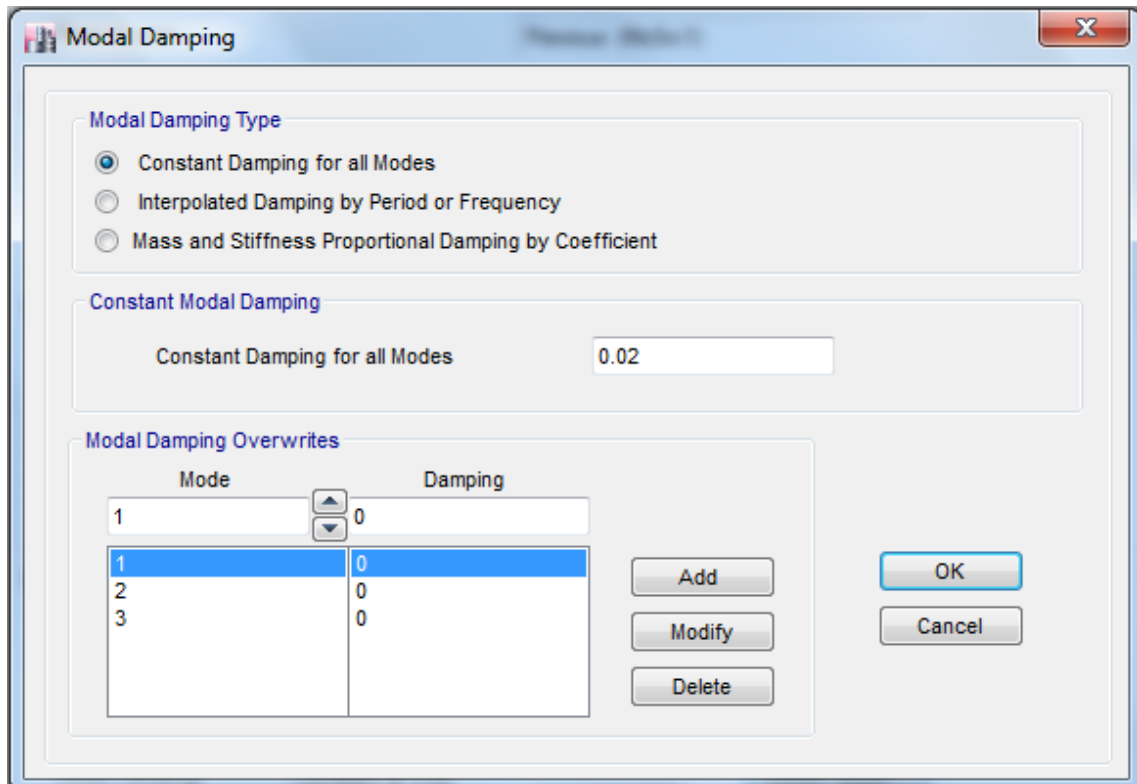 Modal Damping
Modal Damping Type
Constant Damping for all Modes
Interpolated Damping by Period or Frequency
Mass and Stiffness Proportional Damping by Coefficient
Constant Modal Damping
Constant Damping for all Modes 0.02
Modal Damping Overwrites
Mode Damping
1 0
1 0
2 0
3 0
Add
Modify
Delete
OK
Cancel